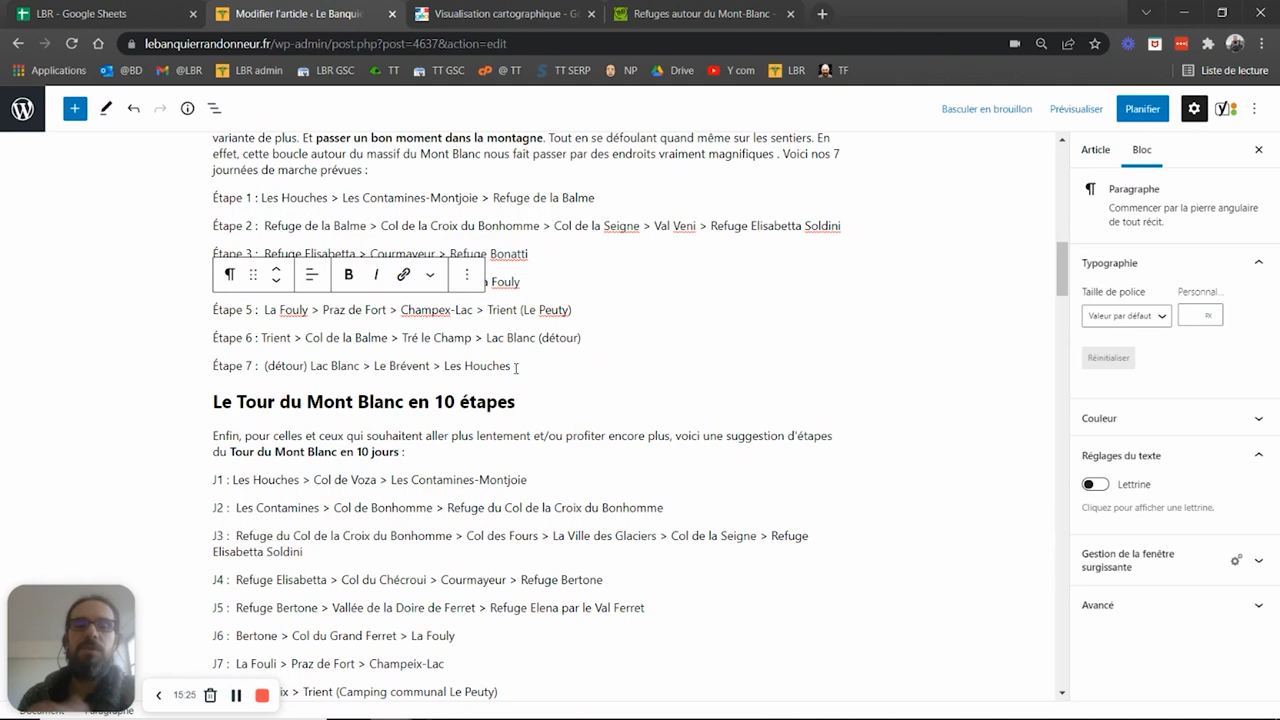 LBR - Google Sheets
Modifier l'article ‹ Le Banquie
Visualisation cartographique - Gé
Refuges autour du Mont-Blanc -
lebanquierrandonneur.fr/wp-admin/post.php?post=4637&action=edit
Applications
@BD
@LBR
LBR admin
LBR GSC
TT
TT GSC
@ TT
TT SERP
NP
Drive
Y com
LBR
TF
Liste de lecture
Basculer en brouillon
Prévisualiser
Planifier
variante de plus. Et passer un bon moment dans la montagne. Tout en se défoulant quand même sur les sentiers. En
effet, cette boucle autour du massif du Mont Blanc nous fait passer par des endroits vraiment magnifiques . Voici nos 7
journées de marche prévues :
Étape 1 : Les Houches > Les Contamines-Montjoie > Refuge de la Balme
Étape 2 : Refuge de la Balme > Col de la Croix du Bonhomme > Col de la Seigne > Val Veni > Refuge Elisabetta Soldini
Étape 3 : Refuge Elisabetta > Courmayeur > Refuge Bonatti
B I
a Fouly
Étape 5 : La Fouly > Praz de Fort > Champex-Lac > Trient (Le Peuty)
Étape 6 : Trient > Col de la Balme > Tré le Champ > Lac Blanc (détour)
Étape 7 : (détour) Lac Blanc > Le Brévent > Les Houches
Le Tour du Mont Blanc en 10 étapes
Enfin, pour celles et ceux qui souhaitent aller plus lentement et/ou profiter encore plus, voici une suggestion d'étapes
du Tour du Mont Blanc en 10 jours :
J1 : Les Houches > Col de Voza > Les Contamines-Montjoie
J2 : Les Contamines > Col de Bonhomme > Refuge du Col de la Croix du Bonhomme
J3 : Refuge du Col de la Croix du Bonhomme > Col des Fours > La Ville des Glaciers > Col de la Seigne > Refuge
Elisabetta Soldini
J4 : Refuge Elisabetta > Col du Chécroui > Courmayeur > Refuge Bertone
J5 : Refuge Bertone > Vallée de la Doire de Ferret > Refuge Elena par le Val Ferret
J6 : Bertone > Col du Grand Ferret > La Fouly
J7 : La Fouli > Praz de Fort > Champeix-Lac
ix > Trient (Camping communal Le Peuty)
15:25
Document
Paragraphe
Article
Bloc
Paragraphe
Commencer par la pierre angulaire
de tout récit.
Typographie
Taille de police
Personnal...
Valeur par défaut
PX
Réinitialiser
Couleur
Réglages du texte
Lettrine
Cliquez pour afficher une lettrine.
Gestion de la fenêtre
surgissante
Avancé